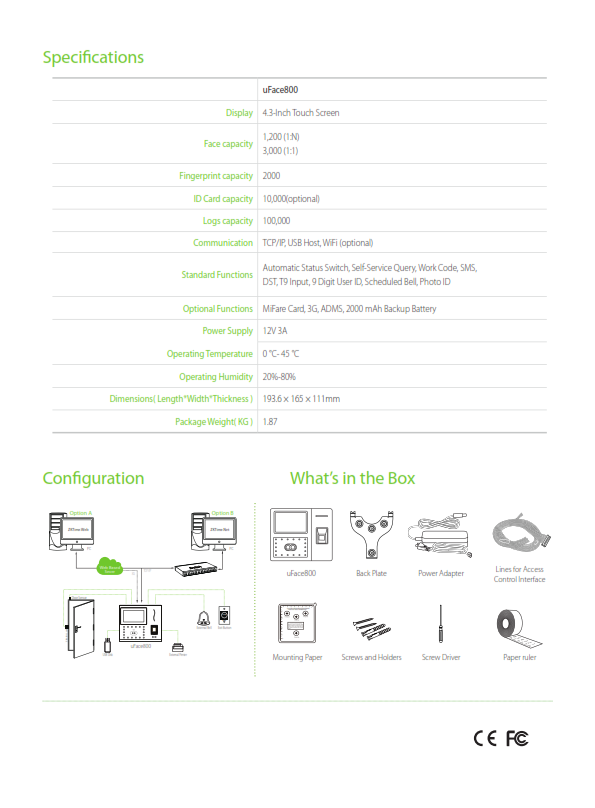 Specifications
uFace800
Display 4.3-Inch Touch Screen
Face capacity 1,200 (1:N)
3,000 (1:1)
Fingerprint capacity 2000
ID Card capacity 10,000(optional)
Logs capacity 100,000
Communication TCP/IP, USB Host, WiFi (optional)
Standard Functions Automatic Status Switch, Self-Service Query, Work Code, SMS,
DST, T9 Input, 9 Digit User ID, Scheduled Bell, Photo ID
Optional Functions MiFare Card, 3G, ADMS, 2000 mAh Backup Battery
Power Supply 12V 3A
Operating Temperature 0 °C- 45 °C
Operating Humidity 20%-80%
Dimensions( Length*Width*Thickness ) 193.6 × 165 × 111mm
Package Weight( KG ) 1.87
Configuration
Option A
Option B
PC
PC
uFace800
What's in the Box
uFace800
Back Plate
Power Adapter
Lines for Access
Control Interface
Mounting Paper
Screws and Holders
Screw Driver
Paper ruler
CE FC